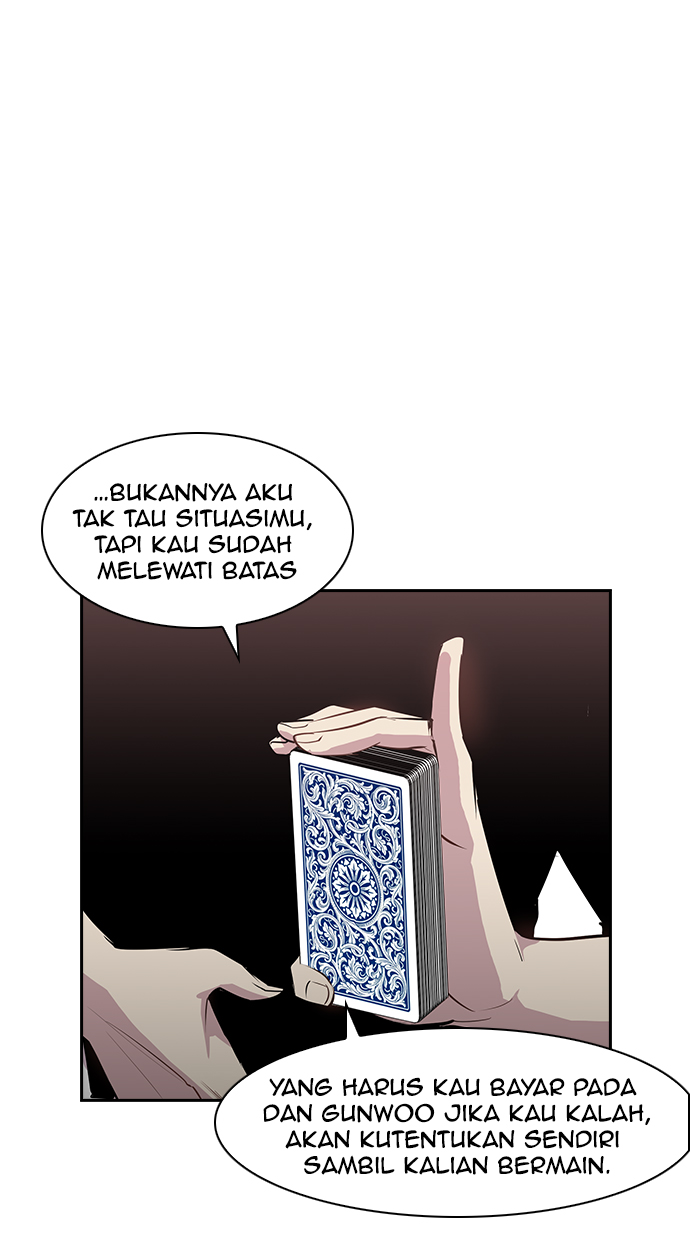 ...BUKANNYA AKU
TAK TAU SITUASIMU,
TAPI KAU SUDAH
MELEWATI BATAS
YANG HARUS KAU BAYAR PADA
DAN GUNWOO JIKA KAU KALAH,
AKAN KUTENTUKAN SENDIRI
SAMBIL KALIAN BERMAIN.